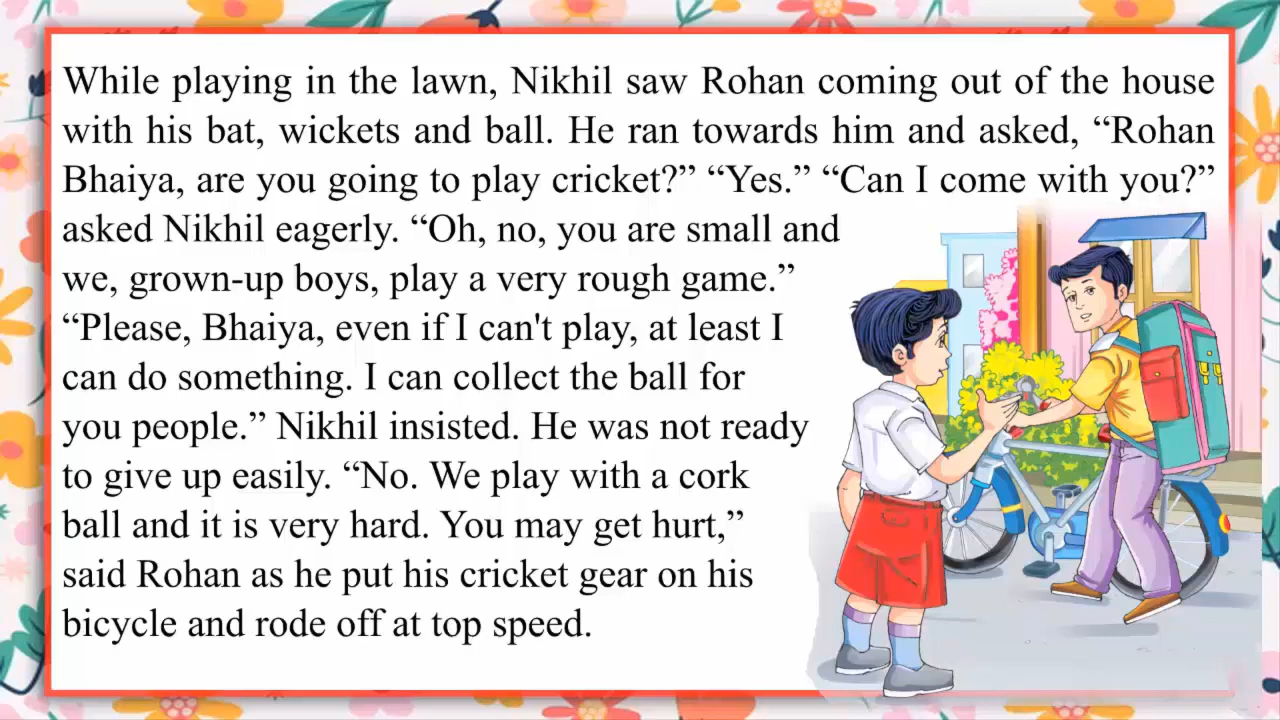 While playing in the lawn, Nikhil saw Rohan coming out of the house
with his bat, wickets and ball. He ran towards him and asked, “Rohan
Bhaiya, are you going to play cricket?” “Yes.” “Can I come with you?”
asked Nikhil eagerly. “Oh, no, you are small and
we, grown-up boys, play a very rough game.”
“Please, Bhaiya, even if I can't play, at least I
can do something. I can collect the ball for
you people.” Nikhil insisted. He was not ready
to give up easily. “No. We play with a cork
ball and it is very hard. You may get hurt,”
said Rohan as he put his cricket gear on his
bicycle and rode off at top speed.